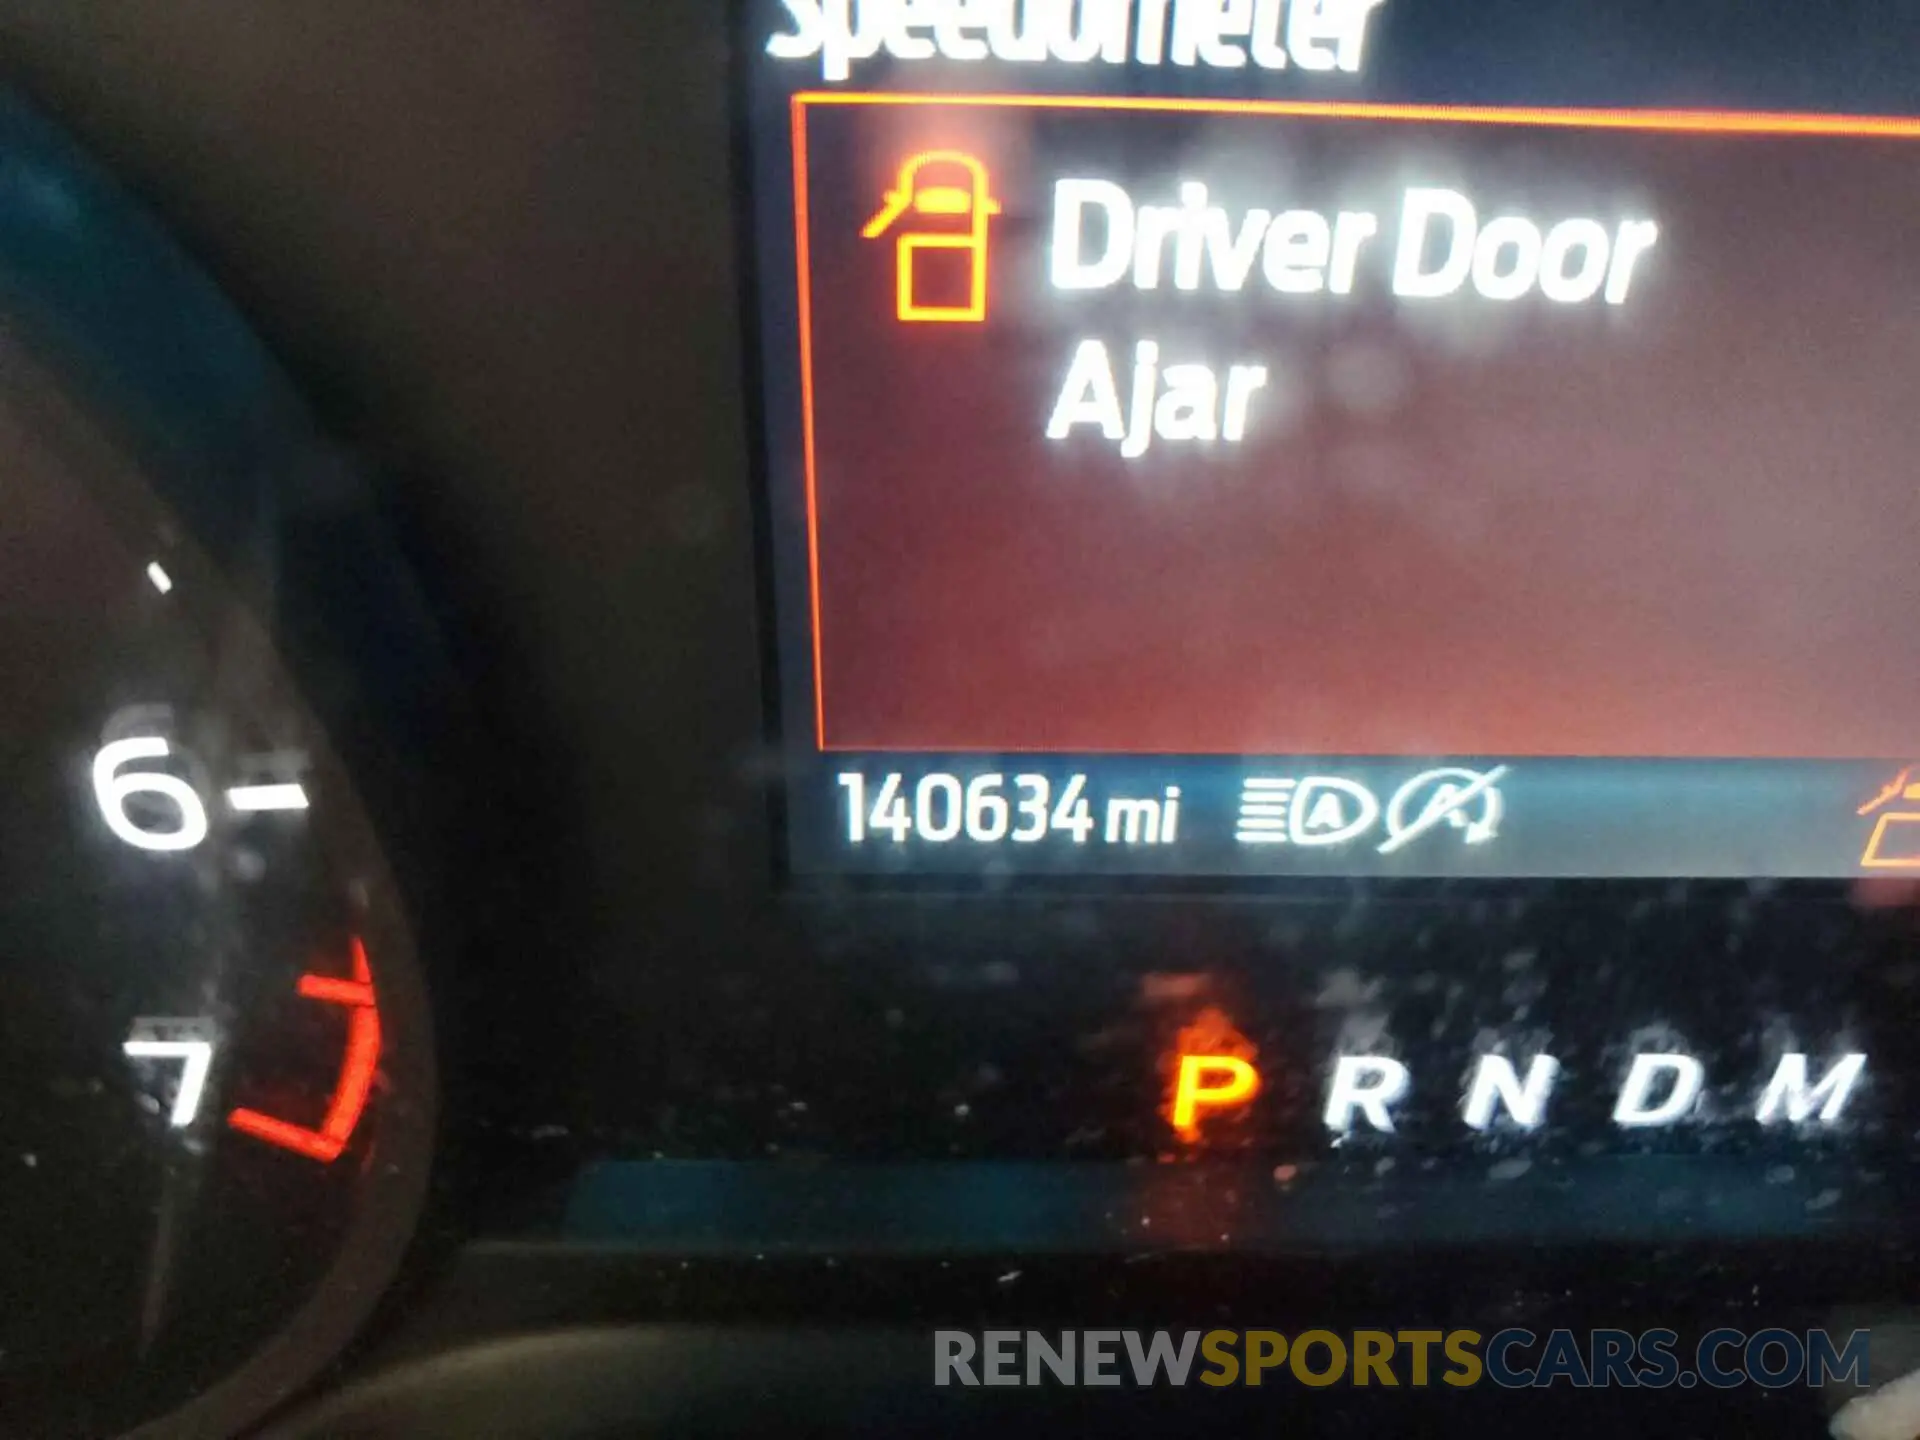 Speedometer
Driver Door
Ajar
140634 mi A A
6
7
P R N D M
RENEWSPORTSCARS.COM